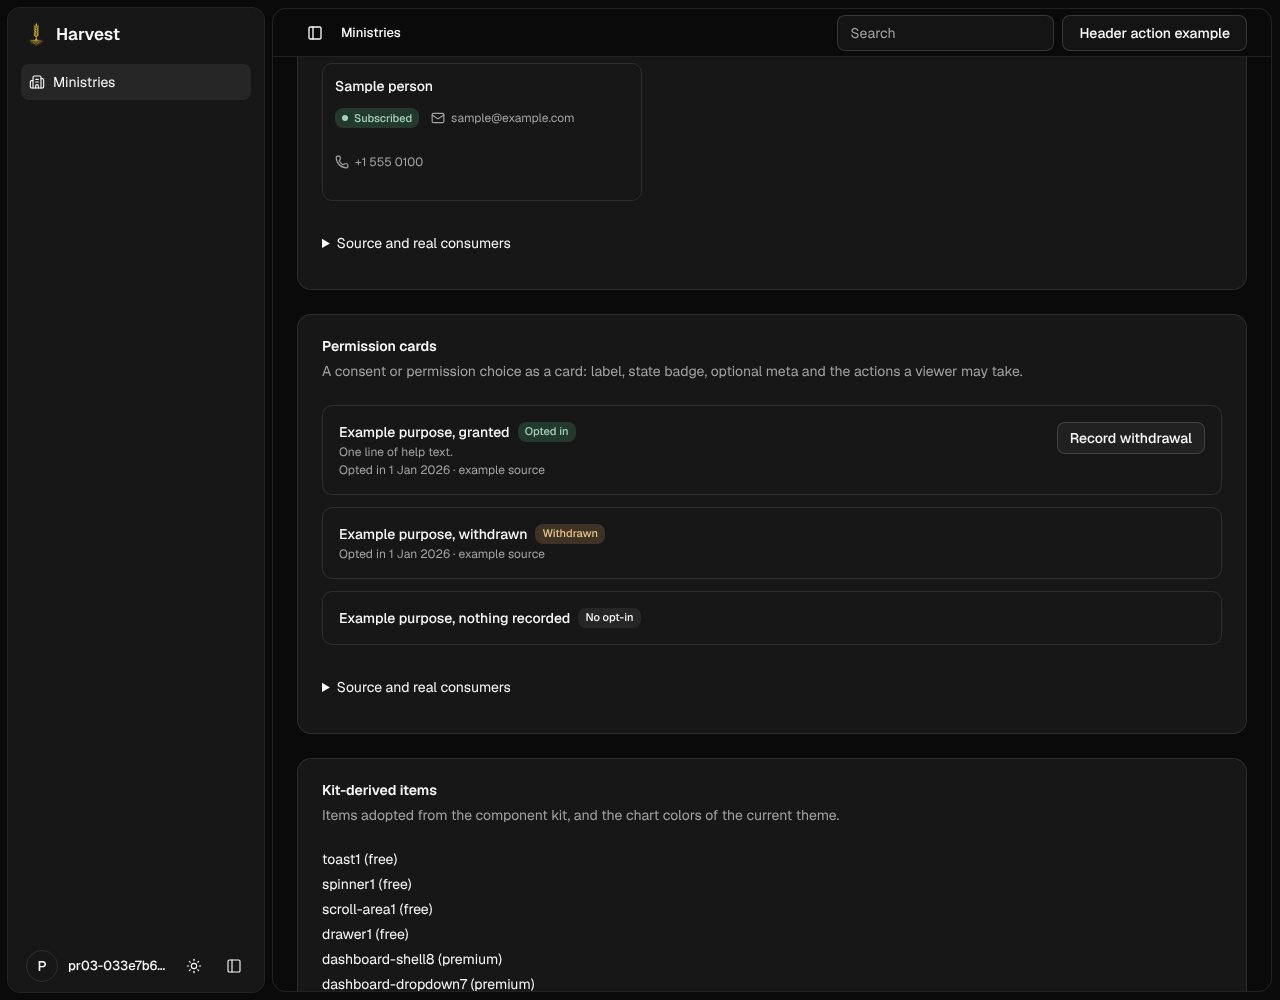 Harvest
Ministries
Ministries
Search
Header action example
Sample person
Subscribed
sample@example.com
+1 555 0100
Source and real consumers
Permission cards
A consent or permission choice as a card: label, state badge, optional meta and the actions a viewer may take.
Example purpose, granted
Opted in
One line of help text.
Opted in 1 Jan 2026 · example source
Record withdrawal
Example purpose, withdrawn
Withdrawn
Opted in 1 Jan 2026 · example source
Example purpose, nothing recorded
No opt-in
Source and real consumers
Kit-derived items
Items adopted from the component kit, and the chart colors of the current theme.
toast1 (free)
spinner1 (free)
scroll-area1 (free)
drawer1 (free)
dashboard-shell8 (premium)
dashboard-dropdown7 (premium)
P
pr03-033e7b6...